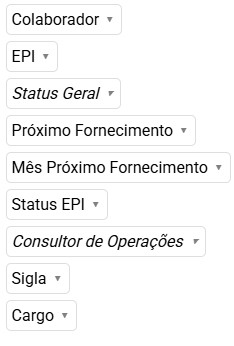 Colaborador
EPI
Status Geral
Próximo Fornecimento
Mês Próximo Fornecimento
Status EPI
Consultor de Operações
Sigla
Cargo